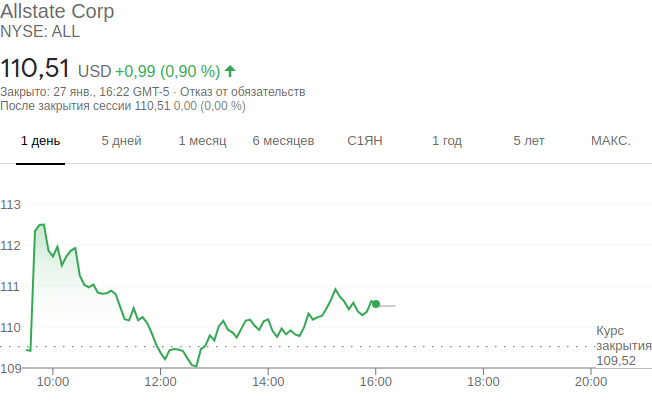 Allstate Corp
NYSE: ALL
110,51 USD +0,99 (0,90 %)
Закрыто: 27 янв., 16:22 GMT-5 · Отказ от обязательств
После закрытия сессии 110,51 0,00 (0,00 %)
1 день 5 дней 1 месяц 6 месяцев С1ЯН 1 год 5 лет МАКС.
113
112
111
110
Курс
закрытия
109,52
109
10:00 12:00 14:00 16:00 18:00 20:00